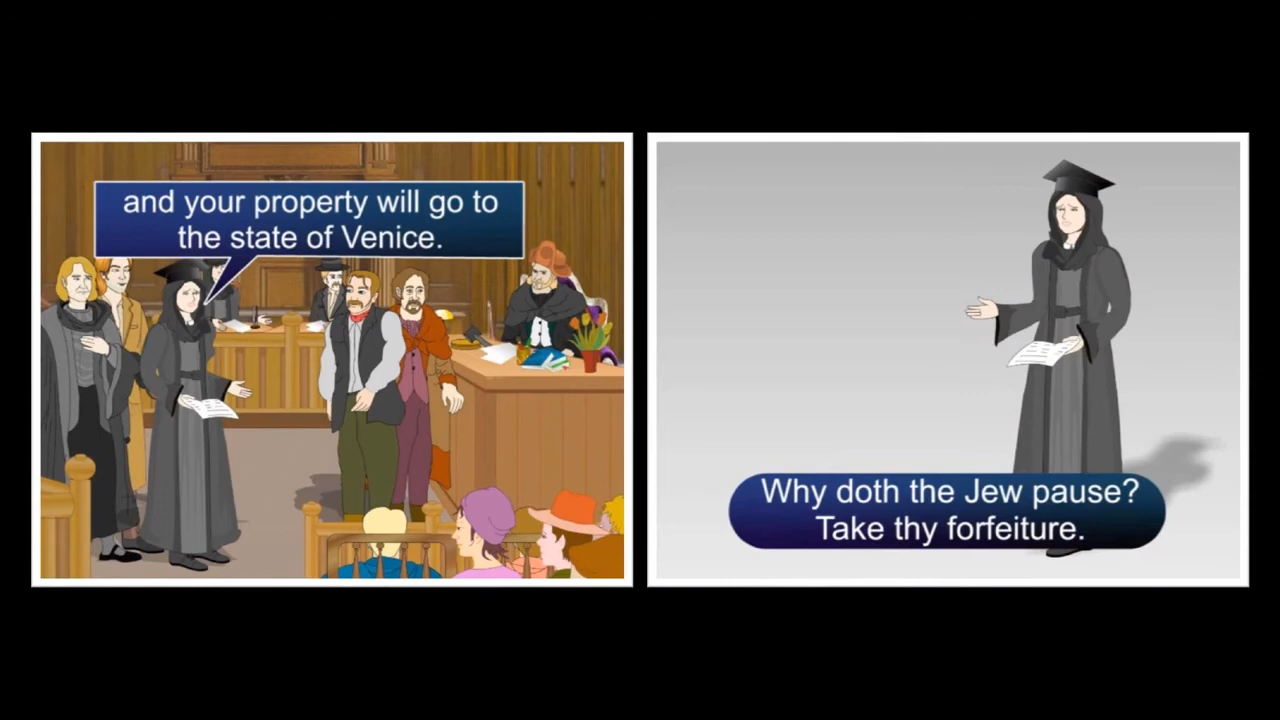 and your property will go to
the state of Venice.
Why doth the Jew pause?
Take thy forfeiture.